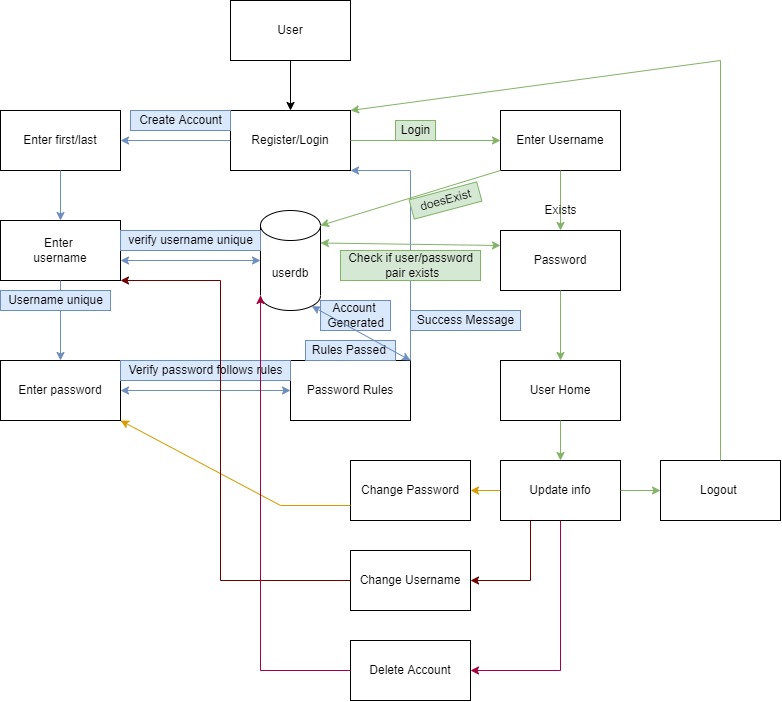 User
Create Account
Login
Enter first/last
Register/Login
Enter Username
doesExist
Exists
Enter
username
verify username unique
userdb
Check if user/password
pair exists
Password
Username unique
Account
Generated
Success Message
Rules Passed
Enter password
Verify password follows rules
Password Rules
User Home
Change Password
Update info
Logout
Change Username
Delete Account